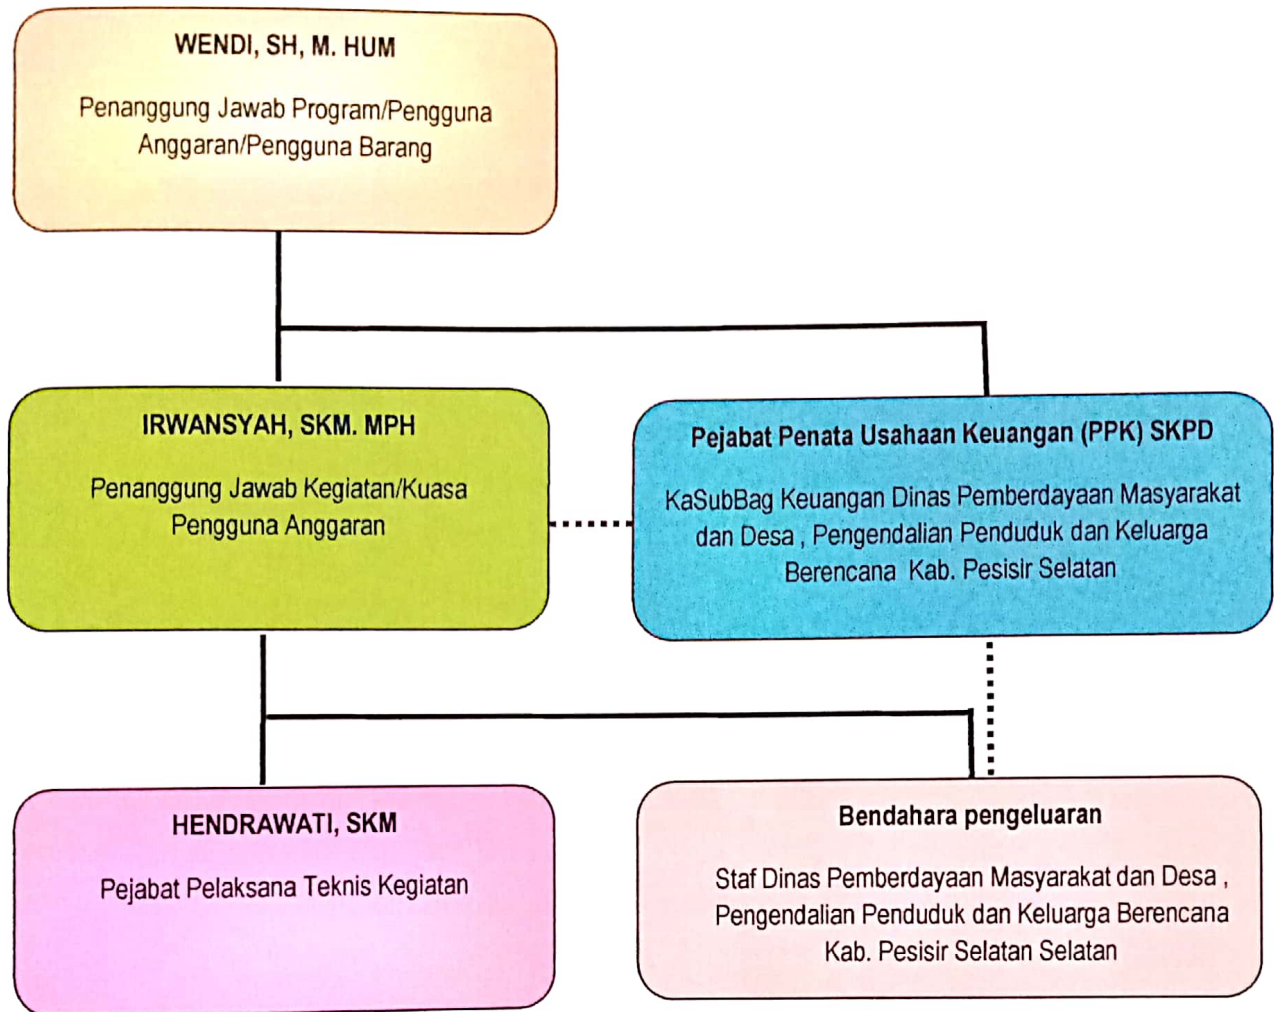 WENDI, SH, M. HUM
Penanggung Jawab Program/Pengguna
Anggaran/Pengguna Barang
IRWANSYAH, SKM. MPH
Penanggung Jawab Kegiatan/Kuasa
Pengguna Anggaran
Pejabat Penata Usahaan Keuangan (PPK) SKPD
KaSubBag Keuangan Dinas Pemberdayaan Masyarakat
dan Desa , Pengendalian Penduduk dan Keluarga
Berencana Kab. Pesisir Selatan
HENDRAWATI, SKM
Pejabat Pelaksana Teknis Kegiatan
Bendahara pengeluaran
Staf Dinas Pemberdayaan Masyarakat dan Desa ,
Pengendalian Penduduk dan Keluarga Berencana
Kab. Pesisir Selatan Selatan